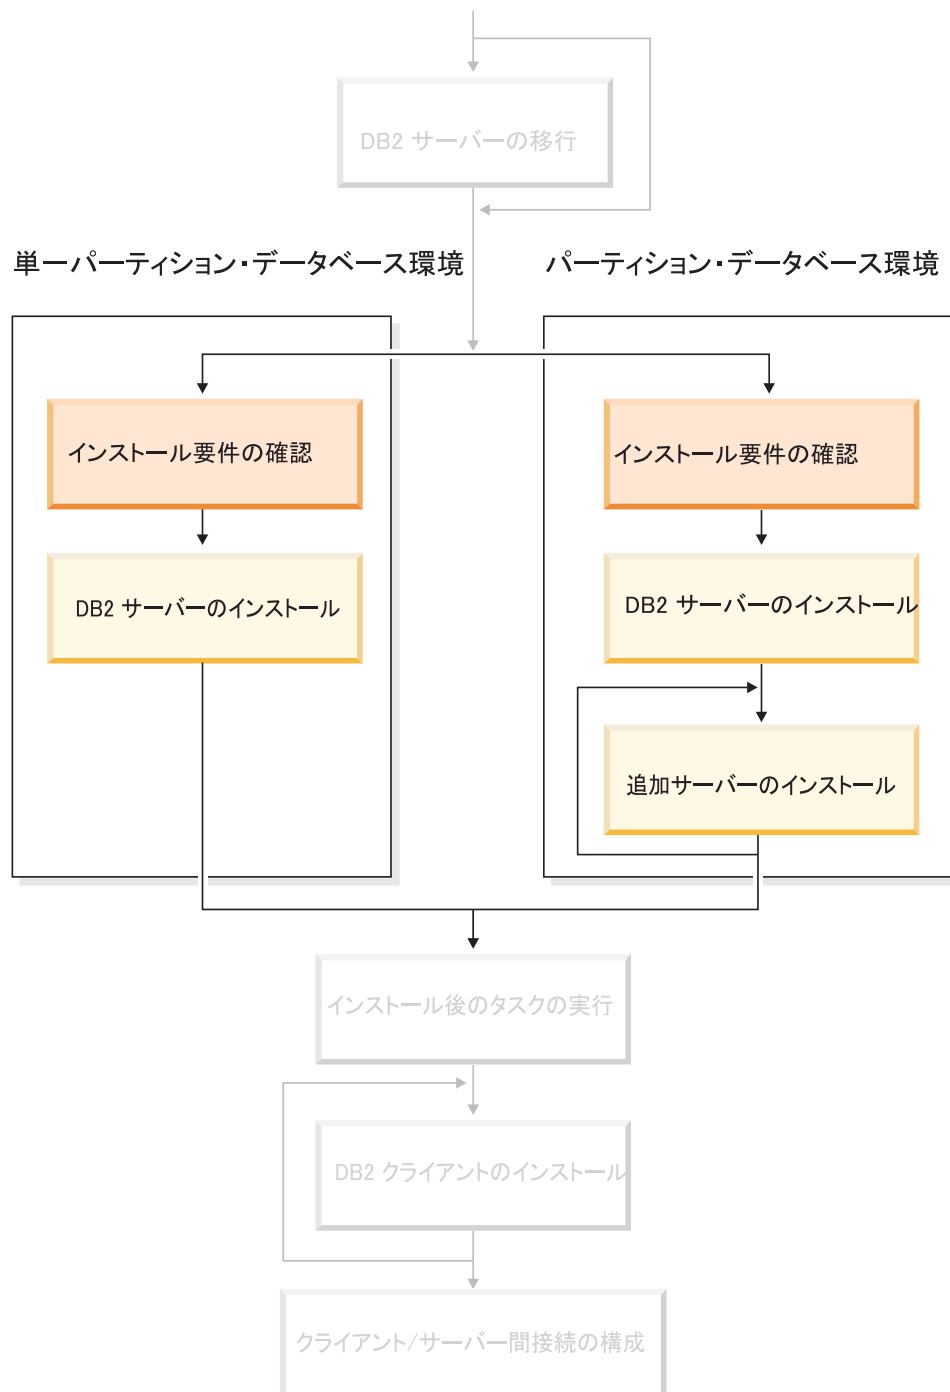 DB2 サーバーの移行
単一パーティション・データベース環境
パーティション・データベース環境
インストール要件の確認
DB2 サーバーのインストール
インストール要件の確認
DB2 サーバーのインストール
追加サーバーのインストール
インストール後のタスクの実行
DB2 クライアントのインストール
クライアント/サーバー間接続の構成